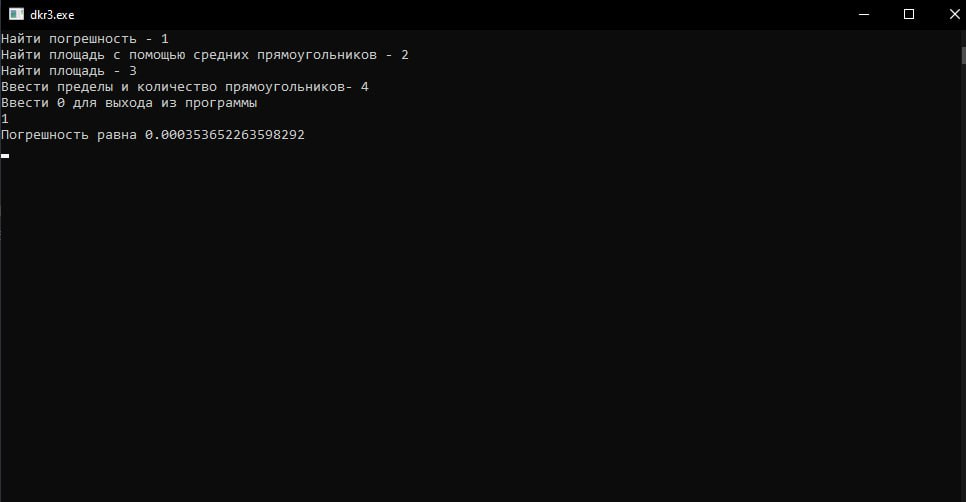 dkr3.exe
Найти погрешность - 1
Найти площадь с помощью средних прямоугольников - 2
Найти площадь - 3
Ввести пределы и количество прямоугольников- 4
Ввести 0 для выхода из программы
1
Погрешность равна 0.000353652263598292